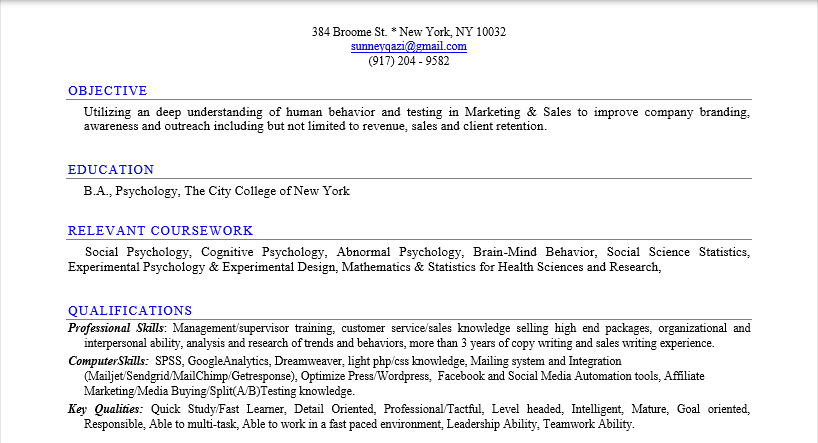 384 Broome St. * New York, NY 10032
sunneyqazi@gmail.com
(917) 204 - 9582
OBJECTIVE
Utilizing an deep understanding of human behavior and testing in Marketing & Sales to improve company branding,
awareness and outreach including but not limited to revenue, sales and client retention.
EDUCATION
B.A., Psychology, The City College of New York
RELEVANT COURSEWORK
Social Psychology, Cognitive Psychology, Abnormal Psychology, Brain-Mind Behavior, Social Science Statistics,
Experimental Psychology & Experimental Design, Mathematics & Statistics for Health Sciences and Research,
QUALIFICATIONS
Professional Skills: Management/supervisor training, customer service/sales knowledge selling high end packages, organizational and
interpersonal ability, analysis and research of trends and behaviors, more than 3 years of copy writing and sales writing experience.
ComputerSkills: SPSS, GoogleAnalytics, Dreamweaver, light php/css knowledge, Mailing system and Integration
(Mailjet/Sendgrid/MailChimp/Getresponse), Optimize Press/Wordpress, Facebook and Social Media Automation tools, Affiliate
Marketing/Media Buying/Split(A/B)Testing knowledge.
Key Qualities: Quick Study/Fast Learner, Detail Oriented, Professional/Tactful, Level headed, Intelligent, Mature, Goal oriented,
Responsible, Able to multi-task, Able to work in a fast paced environment, Leadership Ability, Teamwork Ability.